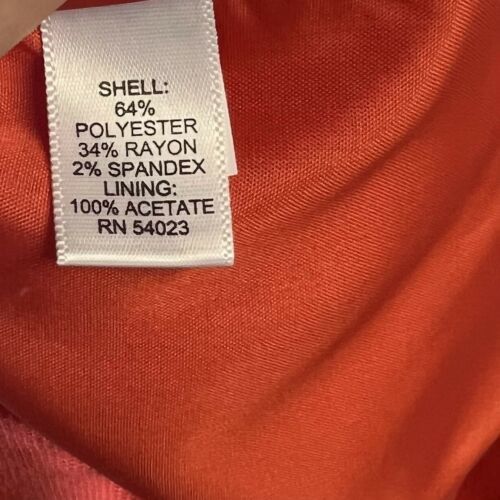 SHELL:
64%
POLYESTER
34% RAYON
2% SPANDEX
LINING:
100% ACETATE
RN 54023